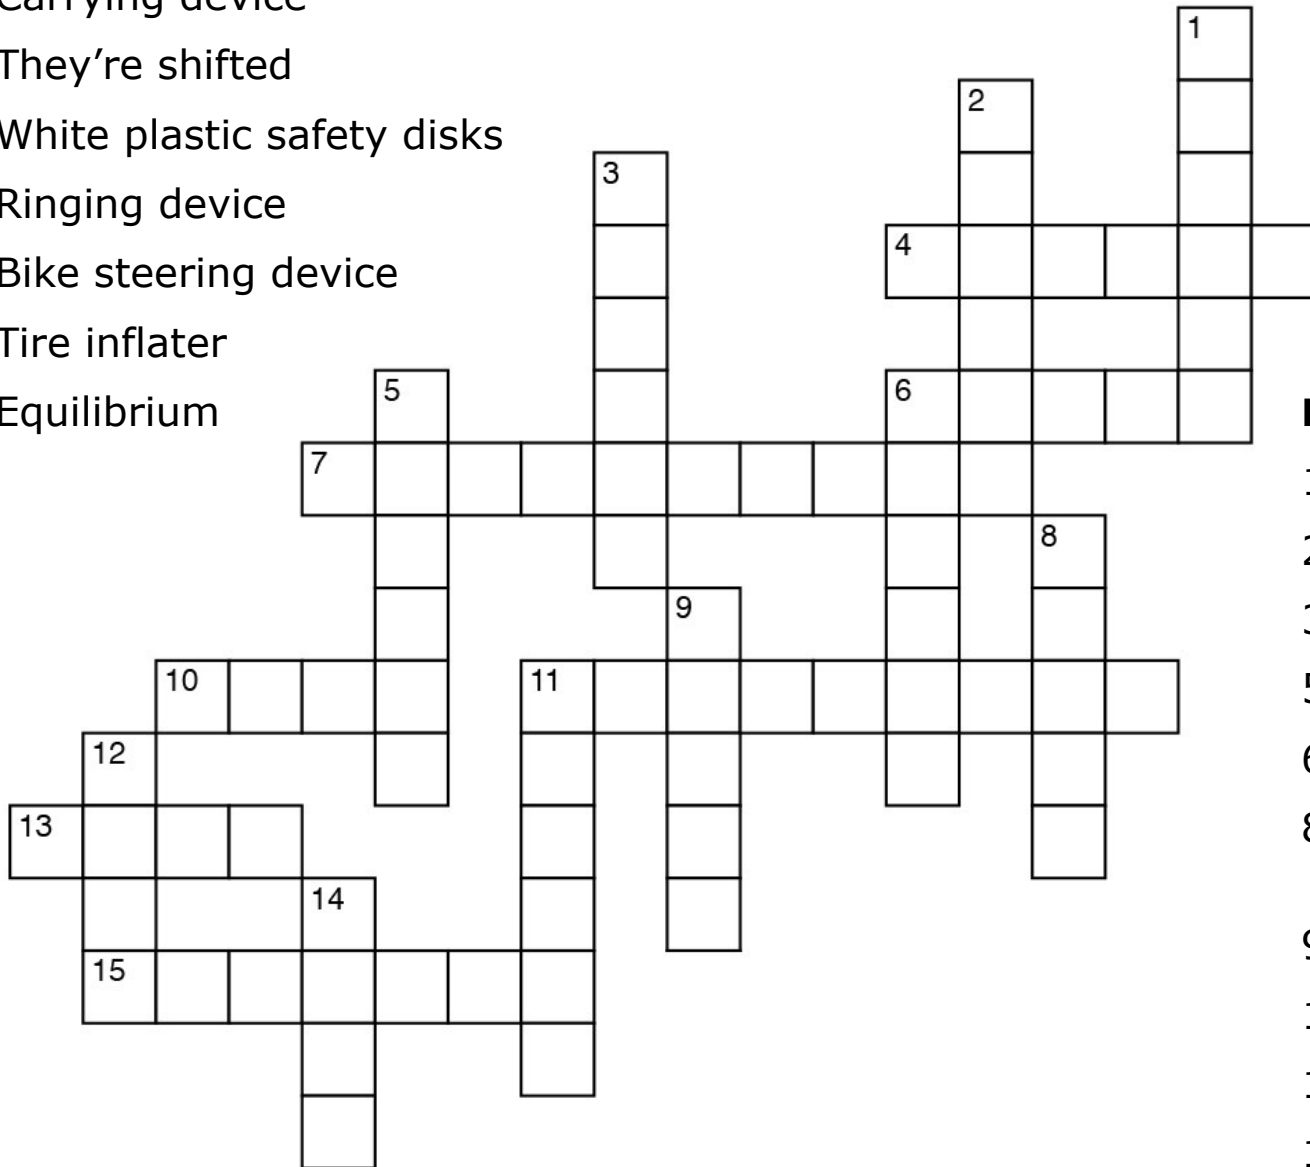 Carrying device
They're shifted
White plastic safety disks
Ringing device
Bike steering device
Tire inflater
Equilibrium
1
2
3
4
5
6
7
8
9
10
11
12
13
14
15